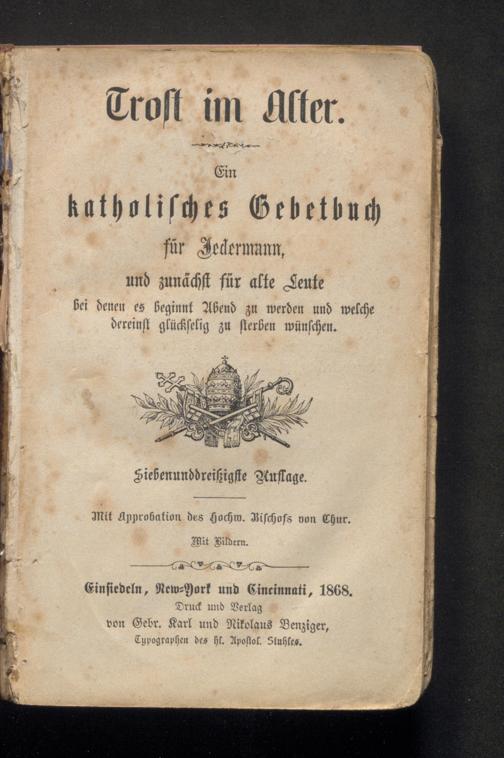 Trost im Alter.
Ein
katholisches Gebetbuch
für Jedermann,
und zunächst für alte Leute
bei denen es beginnt Abend zu werden und welche
dereinst glückselig zu sterben wünschen.
Siebenunddreißigste Auflage.
Mit Approbation des Hochw. Bischofs von Chur.
Mit Bildern.
Einsiedeln, New-York und Cincinnati, 1868.
Druck und Verlag
von Gebr. Karl und Nikolaus Benziger,
Typographen des hl. Apostol. Stuhles.